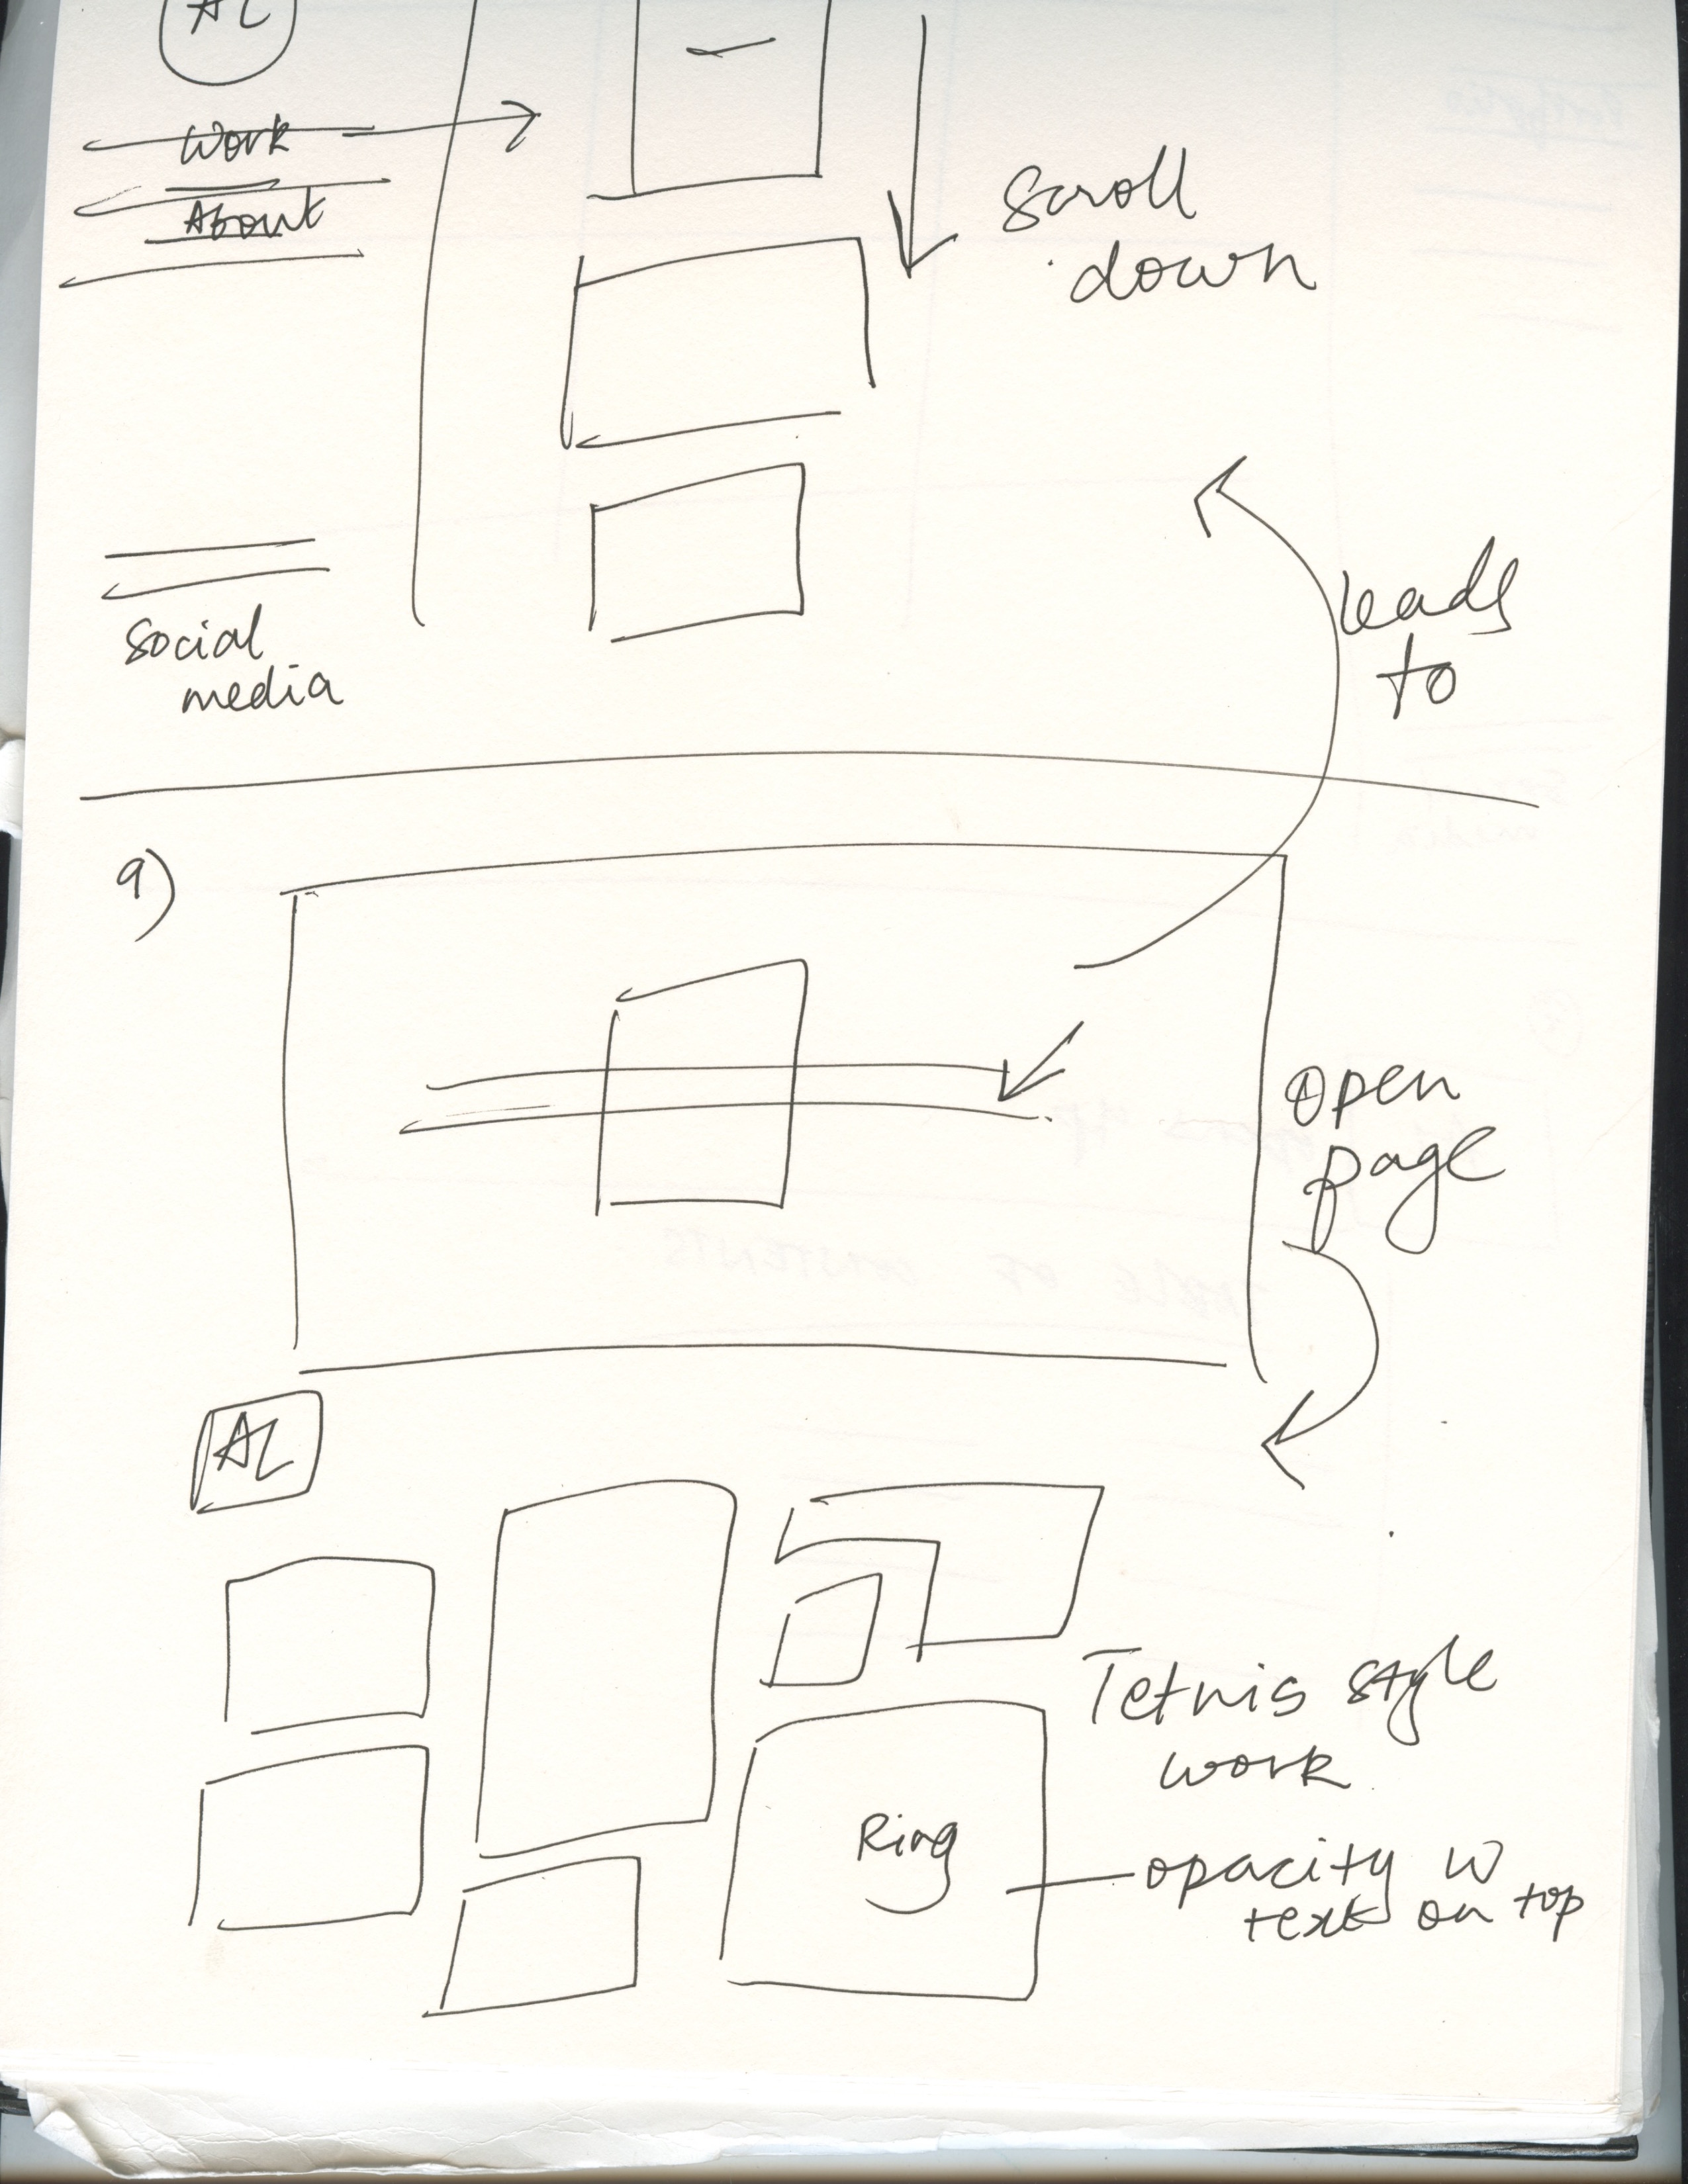 AL
Work
About
Scroll
down
Social
media
leads
to
9)
Open
page
AL
Tetris style
work
Ring
opacity w
text on top